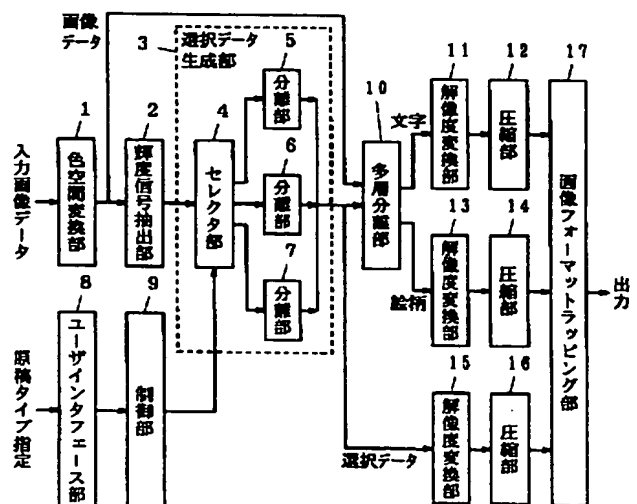 画像
データ
3
選択データ
生成部
5
分離部
1
2
4
6
分離部
7
分離部
入力画像データ
色空間変換部
輝度信号抽出部
セレクタ部
8
9
原稿タイプ指定
ユーザインタフェース部
制御部
10
多層分離部
文字
絵柄
11
解像度変換部
12
圧縮部
13
解像度変換部
14
圧縮部
15
解像度変換部
16
圧縮部
選択データ
17
画像フォーマットラッピング部
出力